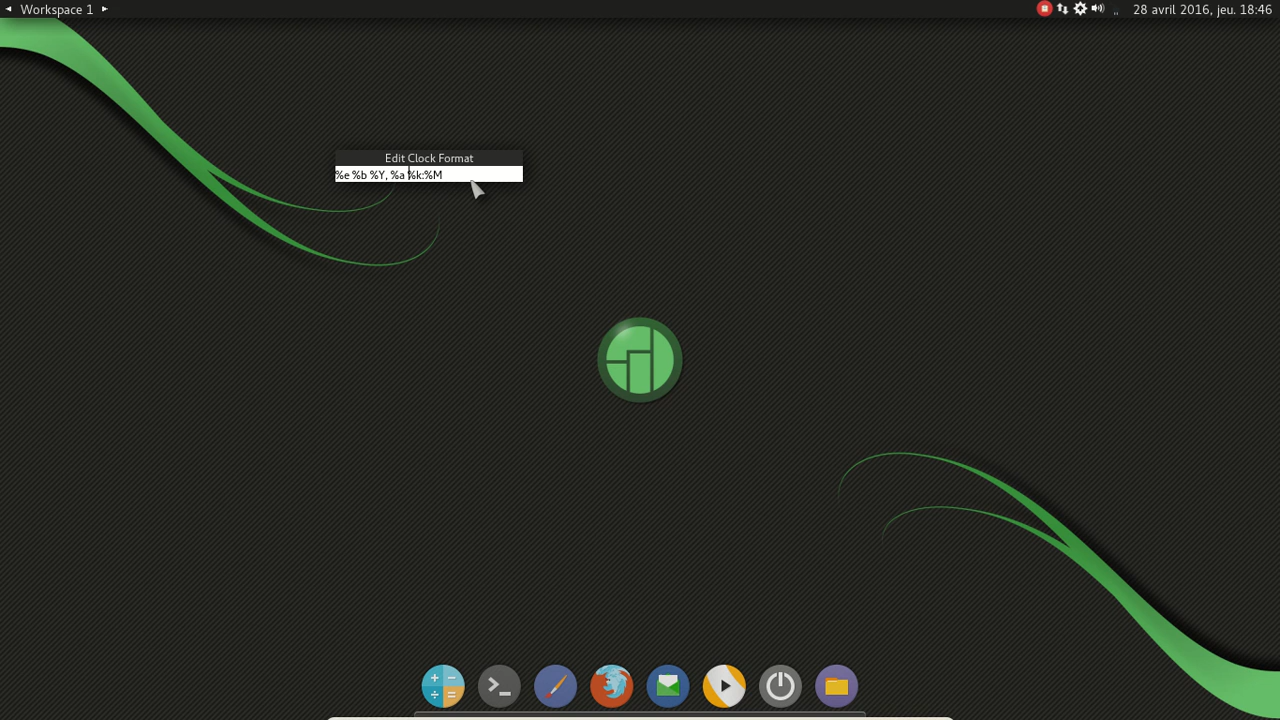 Workspace 1
28 avril 2016, jeu. 18:46
Edit Clock Format
%e %b %Y, %a %k:%M